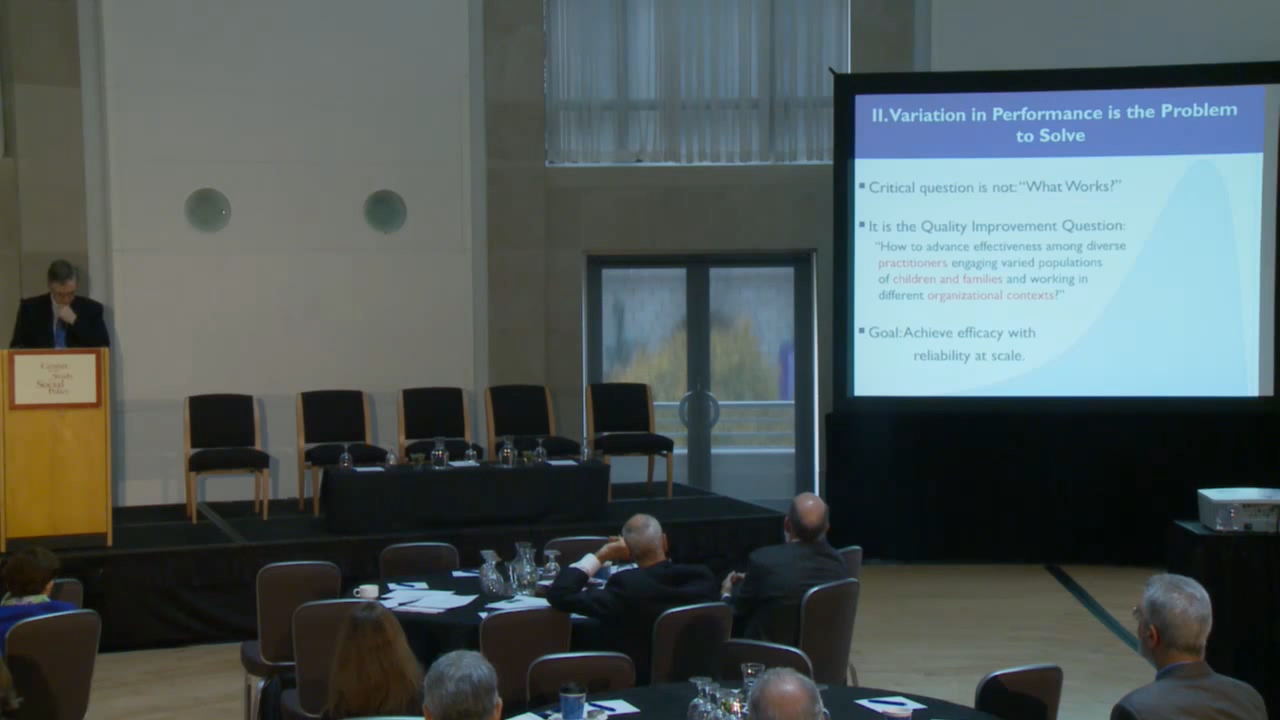 Center
Study
Social
Policy
II. Variation in Performance is the Problem
to Solve
▪ Critical question is not: "What Works?"
▪ It is the Quality Improvement Question:
"How to advance effectiveness among diverse
practitioners engaging varied populations
of children and families and working in
different organizational contexts?"
▪ Goal: Achieve efficacy with
reliability at scale.